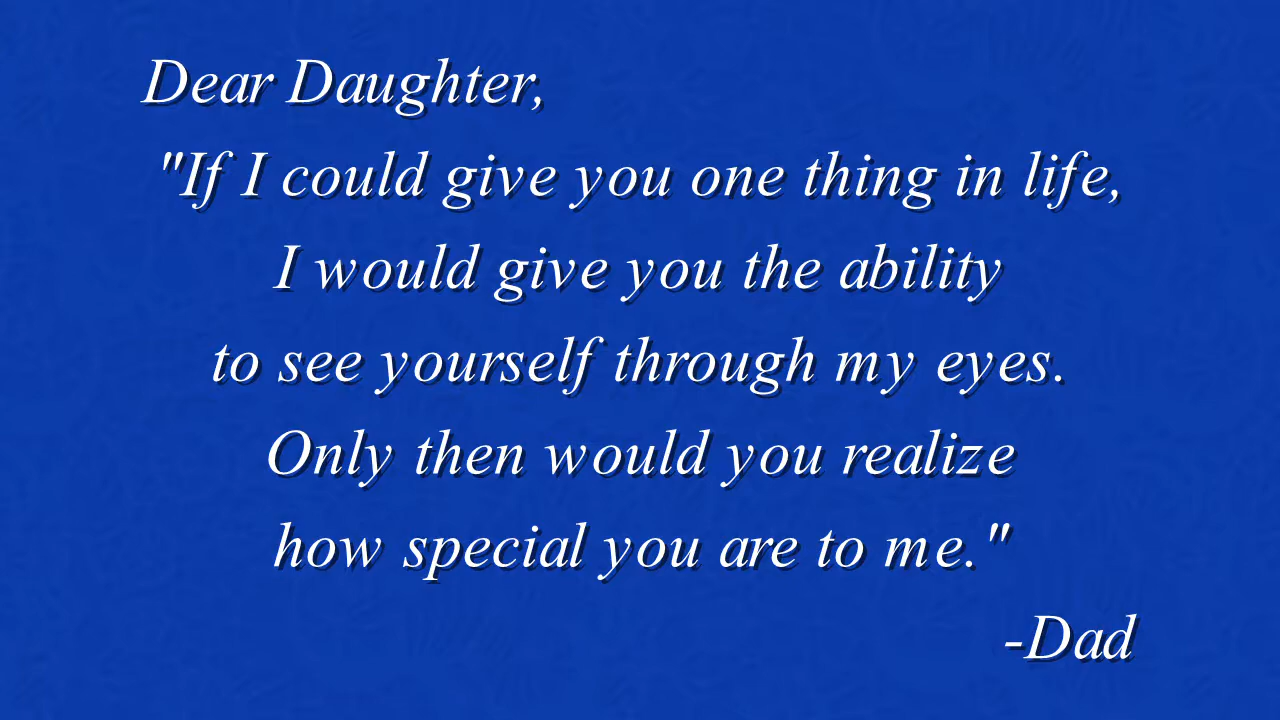 Dear Daughter,
"If I could give you one thing in life,
I would give you the ability
to see yourself through my eyes.
Only then would you realize
how special you are to me."
-Dad